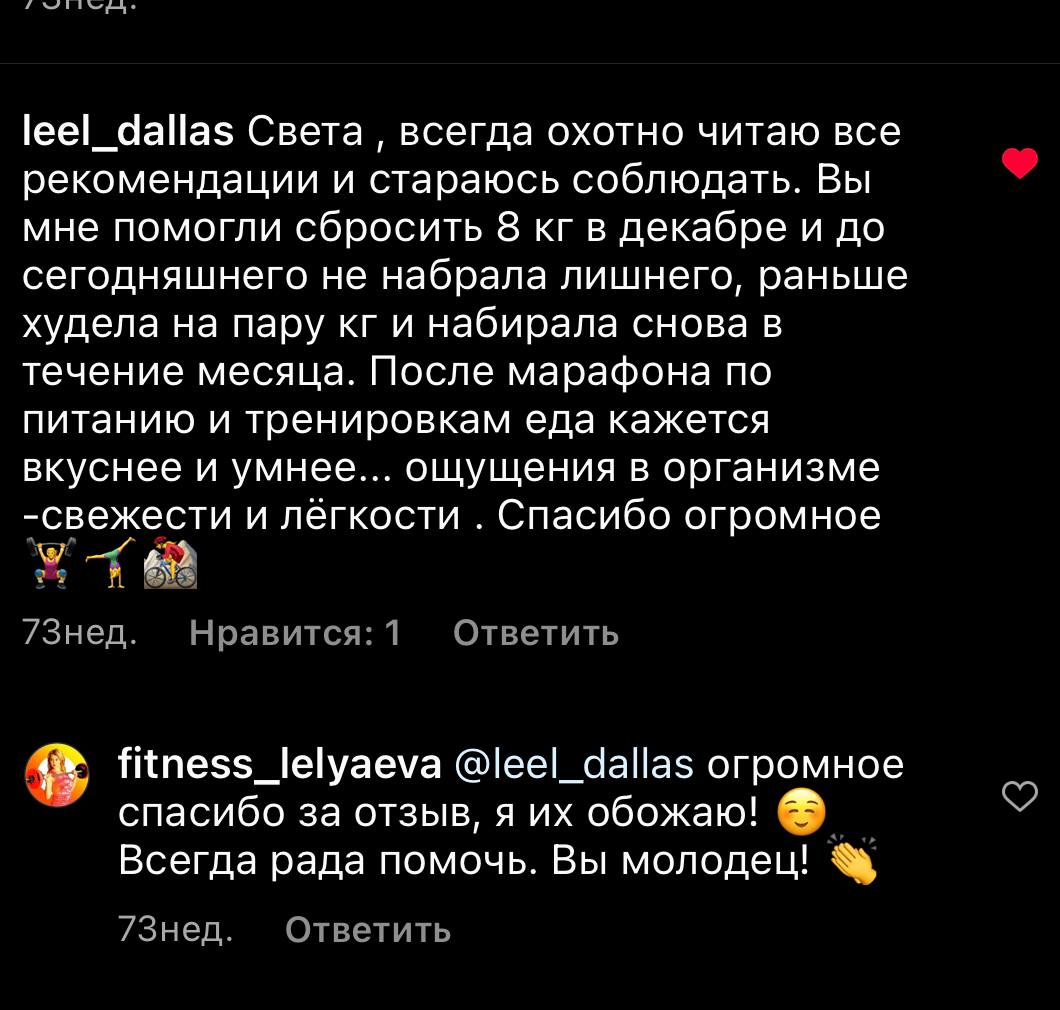 73нед.
leel_dallas Света , всегда охотно читаю все
рекомендации и стараюсь соблюдать. Вы
мне помогли сбросить 8 кг в декабре и до
сегодняшнего не набрала лишнего, раньше
худела на пару кг и набирала снова в
течение месяца. После марафона по
питанию и тренировкам еда кажется
вкуснее и умнее... ощущения в организме
-свежести и лёгкости . Спасибо огромное
🏋️‍♀️🤸‍♀️🚵‍♀️
73нед. Нравится: 1 Ответить
fitness_lelyaeva @leel_dallas огромное
спасибо за отзыв, я их обожаю! ☺️
Всегда рада помочь. Вы молодец! 👏
73нед. Ответить